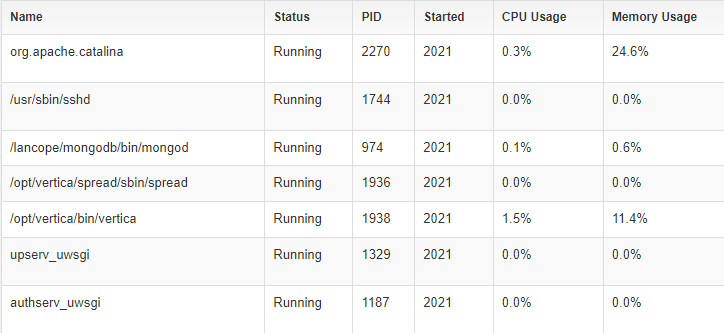 Name Status PID Started CPU Usage Memory Usage
org.apache.catalina Running 2270 2021 0.3% 24.6%
/usr/sbin/sshd Running 1744 2021 0.0% 0.0%
/lancope/mongodb/bin/mongod Running 974 2021 0.1% 0.6%
/opt/vertica/spread/sbin/spread Running 1936 2021 0.0% 0.0%
/opt/vertica/bin/vertica Running 1938 2021 1.5% 11.4%
upserv_uwsgi Running 1329 2021 0.0% 0.0%
authserv_uwsgi Running 1187 2021 0.0% 0.0%